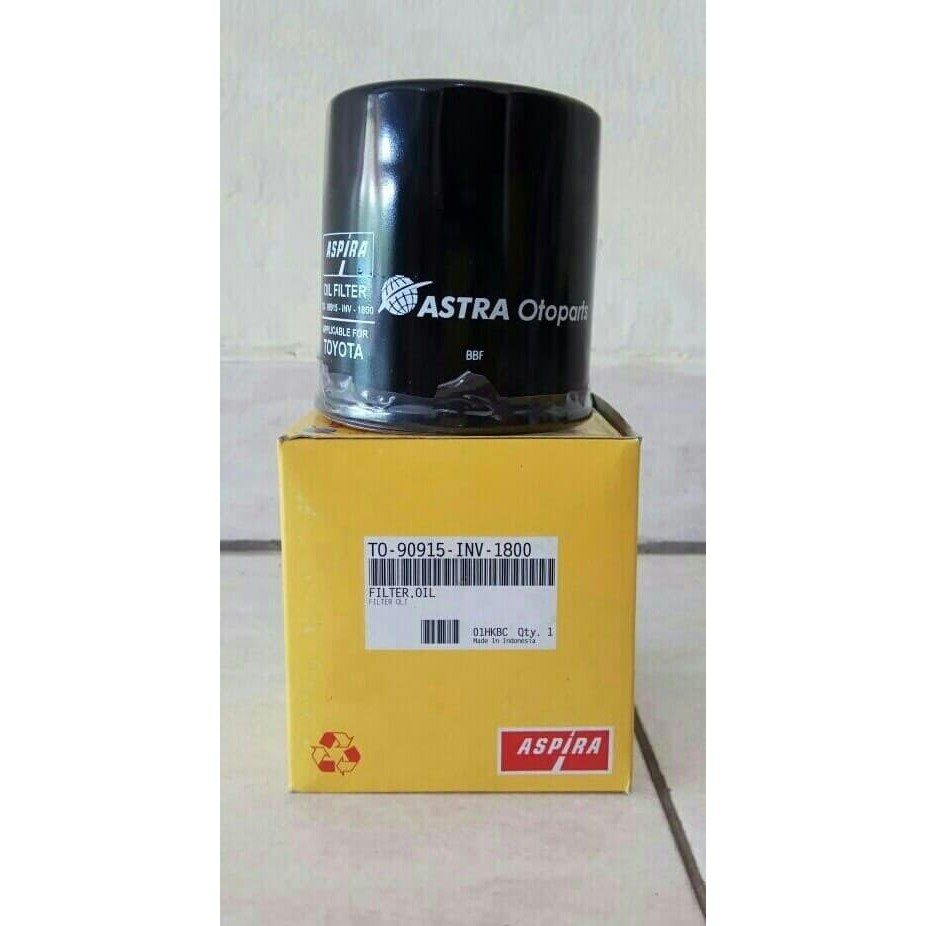 ASPIRA
OIL FILTER
TO-90915-INV-1800
APPLICABLE FOR
TOYOTA
ASTRA Otoparts
BBF
TO-90915-INV-1800
FILTER,OIL
FILTER OLI
01HKBC Qty. 1
Made In Indonesia
ASPIRA